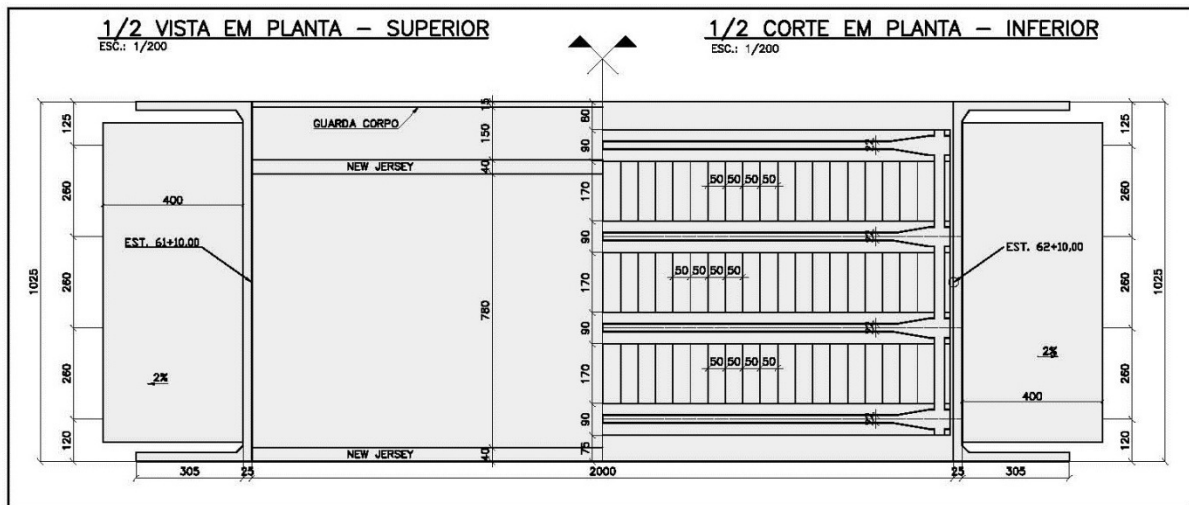 1/2 VISTA EM PLANTA – SUPERIOR
ESC.: 1/200
1/2 CORTE EM PLANTA – INFERIOR
ESC.: 1/200
125
260
260
260
120
1025
400
EST. 61+10,00
2%
305
25
GUARDA CORPO
NEW JERSEY
NEW JERSEY
15
150
40
780
40
80
90
170
90
170
90
170
90
75
50 50 50 50
50 50 50 50
50 50 50 50
2000
25
305
EST. 62+10,00
2%
400
125
260
260
260
120
1025